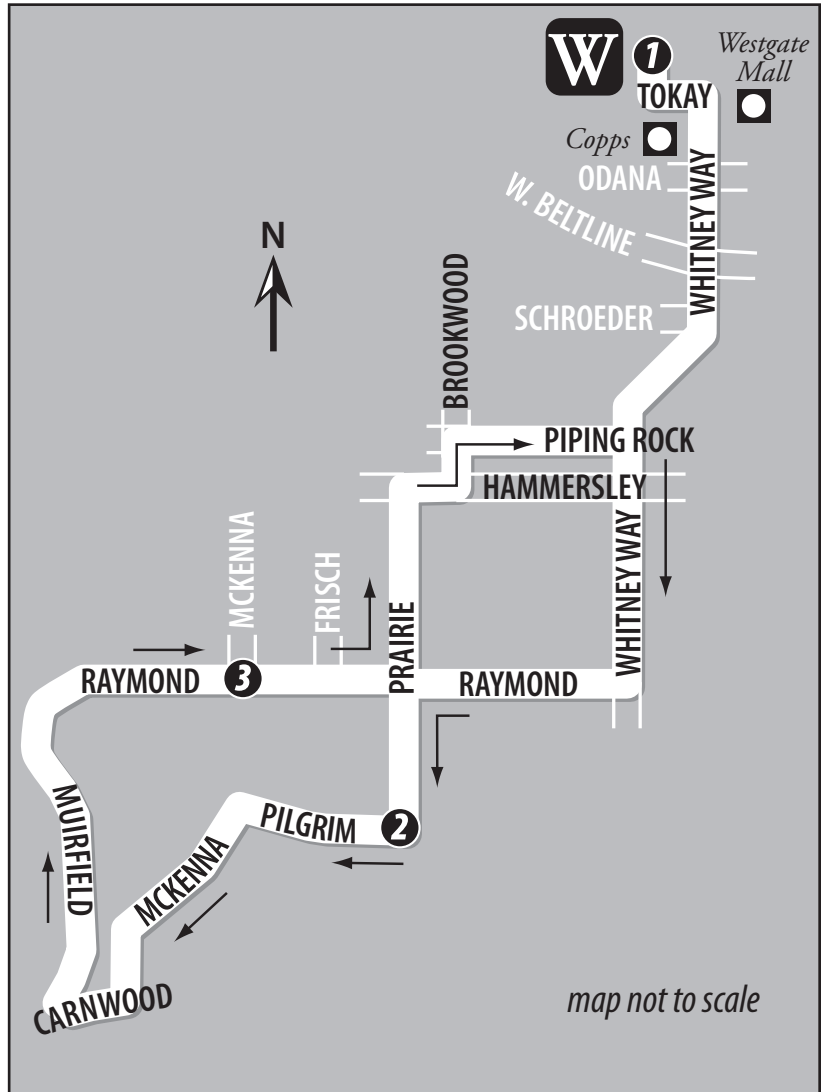 W
1
Westgate
Mall
TOKAY
Copps
ODANA
W. BELTLINE
WHITNEY WAY
N
SCHROEDER
BROOKWOOD
PIPING ROCK
HAMMERSLEY
MCKENNA
FRISCH
PRAIRIE
WHITNEY WAY
RAYMOND
3
RAYMOND
MUIRFIELD
PILGRIM
2
MCKENNA
CARNWOOD
map not to scale